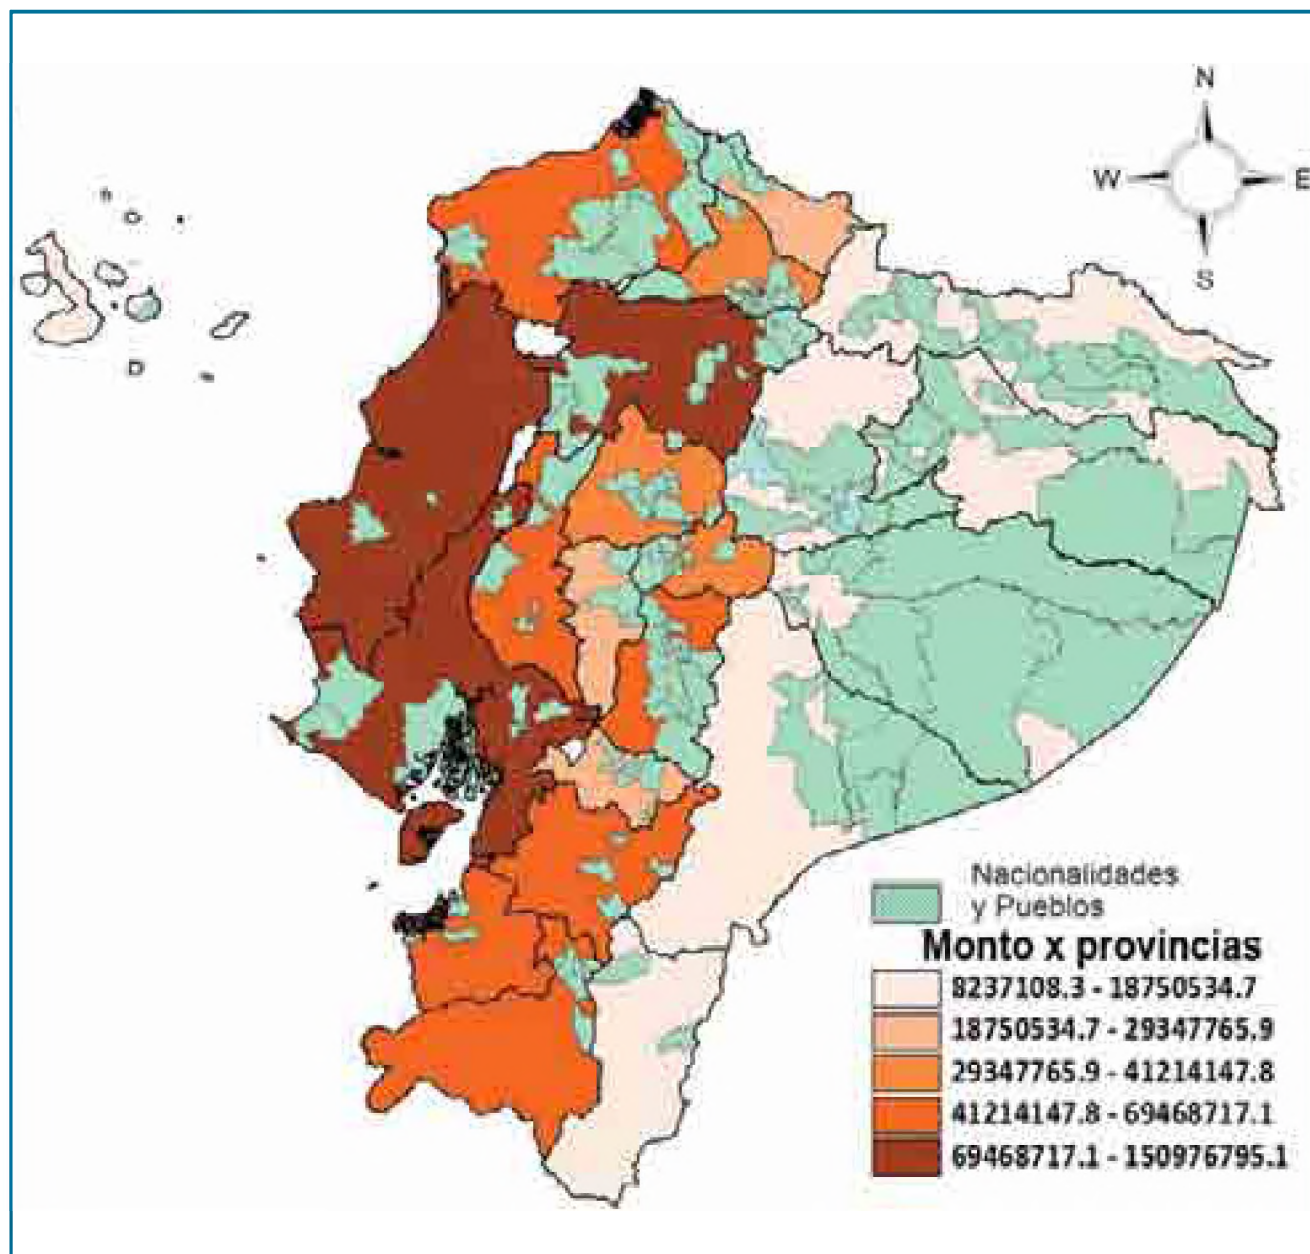 N
W
E
S
Nacionalidades
y Pueblos
Monto x provincias
8237108.3 - 18750534.7
18750534.7 - 29347765.9
29347765.9 - 41214147.8
41214147.8 - 69468717.1
69468717.1 - 150976795.1